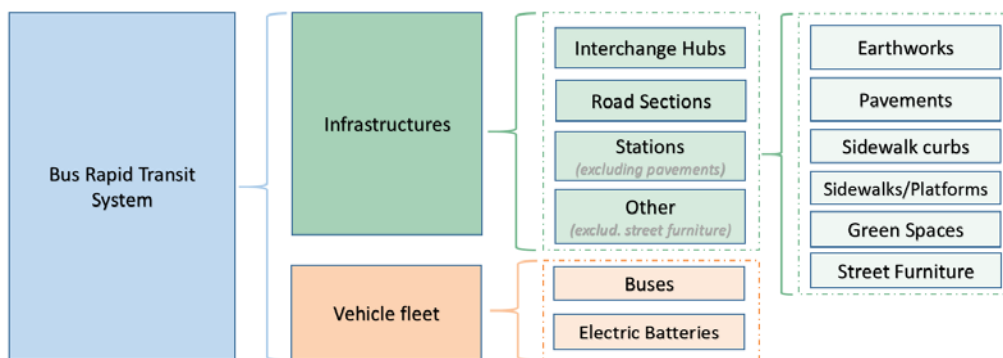 Bus Rapid Transit
System
Infrastructures
Vehicle fleet
Interchange Hubs
Road Sections
Stations
(excluding pavements)
Other
(exclud. street furniture)
Buses
Electric Batteries
Earthworks
Pavements
Sidewalk curbs
Sidewalks/Platforms
Green Spaces
Street Furniture